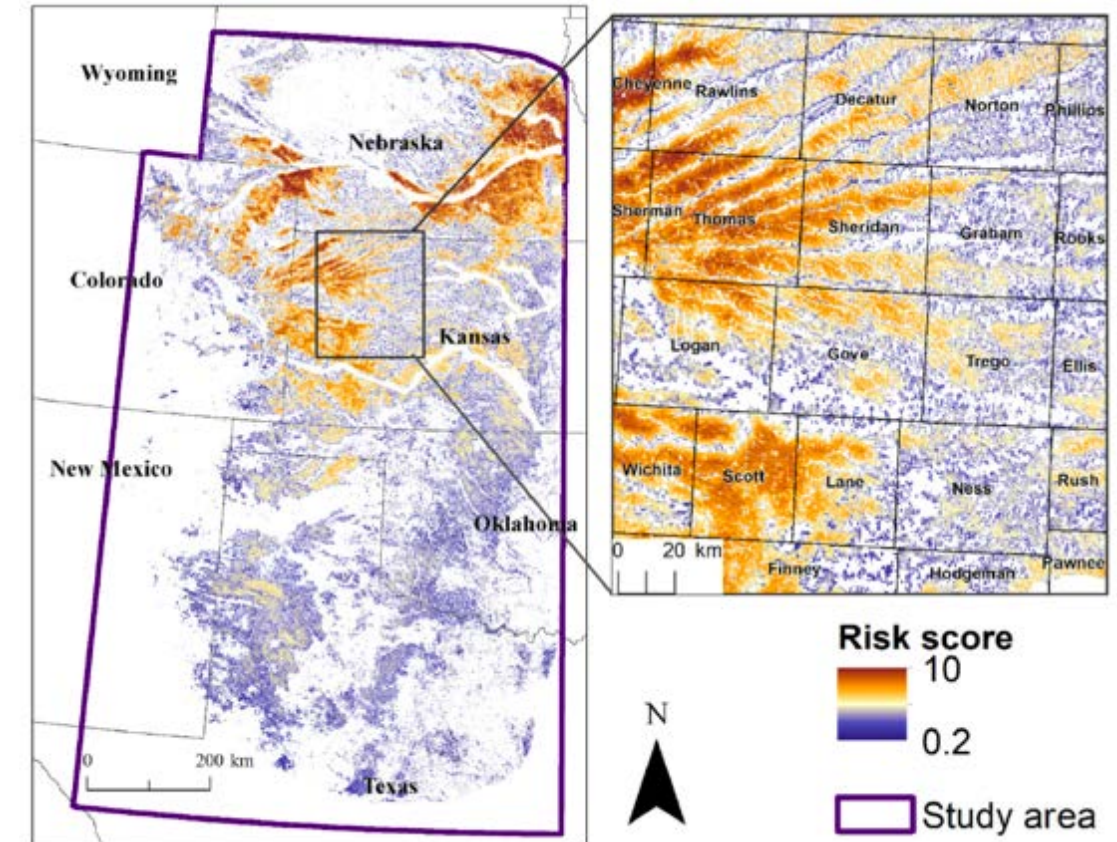 Wyoming
Nebraska
Colorado
Kansas
New Mexico
Oklahoma
0 200 km
Texas
Cheyenne Rawlins Decatur Norton Phillips
Sherman Thomas Sheridan Graham Rooks
Logan Gove Trego Ellis
Wichita Scott Lane Ness Rush
0 20 km Finney Hodgeman Pawnee
Risk score
10
0.2
N
Study area